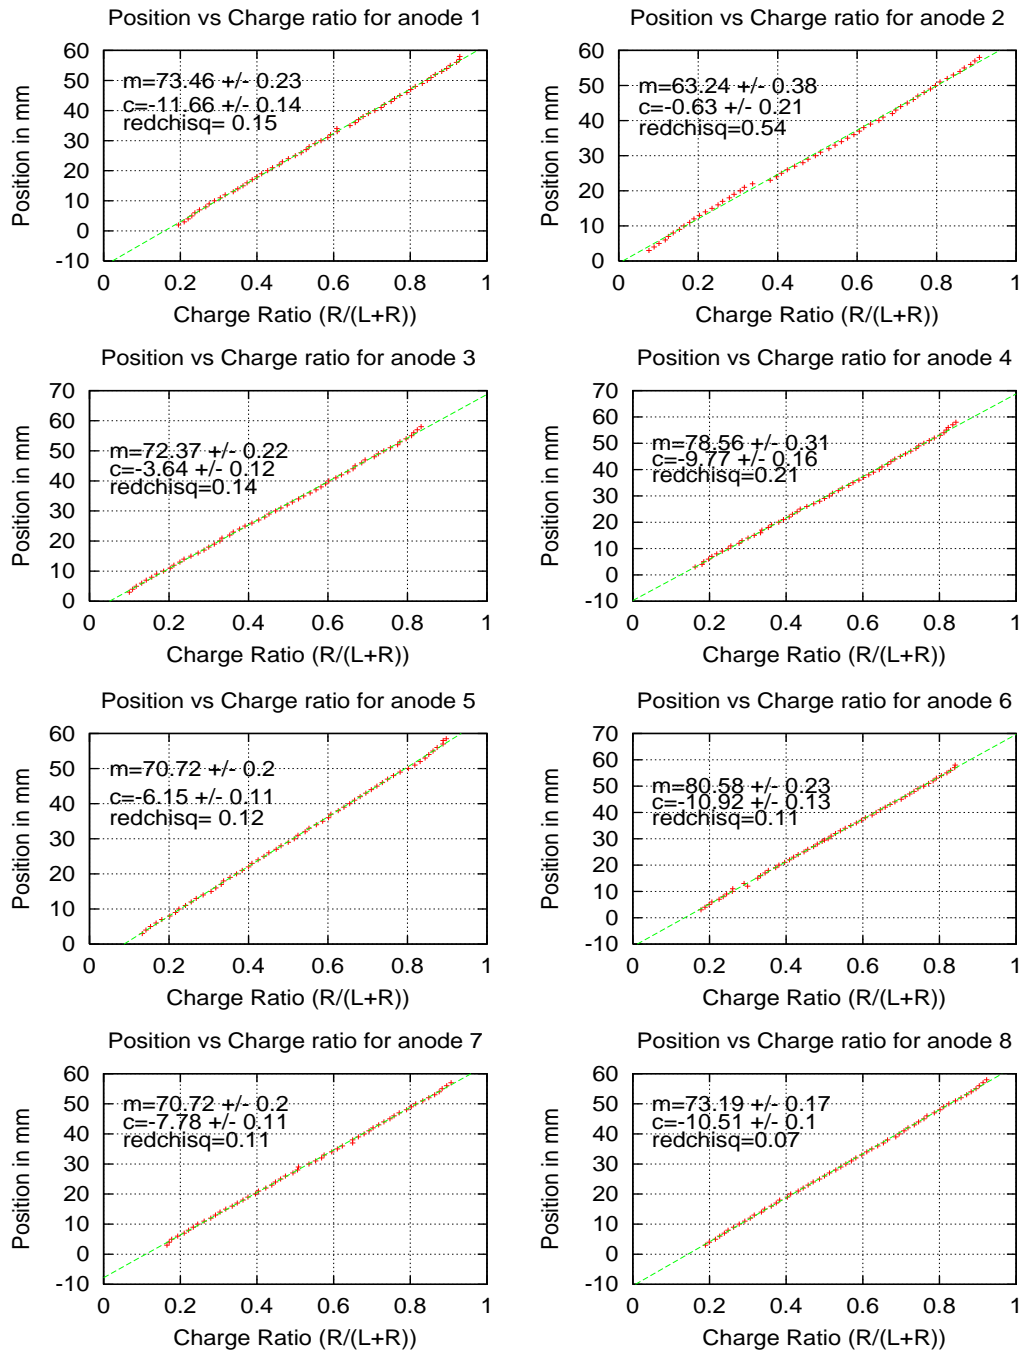 Position vs Charge ratio for anode 1
60
50
40
30
20
10
0
-10
Position in mm
m=73.46 +/- 0.23
c=-11.66 +/- 0.14
redchisq= 0.15
0 0.2 0.4 0.6 0.8 1
Charge Ratio (R/(L+R))
Position vs Charge ratio for anode 2
60
50
40
30
20
10
0
Position in mm
m=63.24 +/- 0.38
c=-0.63 +/- 0.21
redchisq=0.54
0 0.2 0.4 0.6 0.8 1
Charge Ratio (R/(L+R))
Position vs Charge ratio for anode 3
70
60
50
40
30
20
10
0
Position in mm
m=72.37 +/- 0.22
c=-3.64 +/- 0.12
redchisq=0.14
0 0.2 0.4 0.6 0.8 1
Charge Ratio (R/(L+R))
Position vs Charge ratio for anode 4
70
60
50
40
30
20
10
0
-10
Position in mm
m=78.56 +/- 0.31
c=-9.77 +/- 0.16
redchisq=0.21
0 0.2 0.4 0.6 0.8 1
Charge Ratio (R/(L+R))
Position vs Charge ratio for anode 5
60
50
40
30
20
10
0
Position in mm
m=70.72 +/- 0.2
c=-6.15 +/- 0.11
redchisq= 0.12
0 0.2 0.4 0.6 0.8 1
Charge Ratio (R/(L+R))
Position vs Charge ratio for anode 6
70
60
50
40
30
20
10
0
-10
Position in mm
m=80.58 +/- 0.23
c=-10.92 +/- 0.13
redchisq=0.11
0 0.2 0.4 0.6 0.8 1
Charge Ratio (R/(L+R))
Position vs Charge ratio for anode 7
60
50
40
30
20
10
0
-10
Position in mm
m=70.72 +/- 0.2
c=-7.78 +/- 0.11
redchisq=0.11
0 0.2 0.4 0.6 0.8 1
Charge Ratio (R/(L+R))
Position vs Charge ratio for anode 8
60
50
40
30
20
10
0
-10
Position in mm
m=73.19 +/- 0.17
c=-10.51 +/- 0.1
redchisq=0.07
0 0.2 0.4 0.6 0.8 1
Charge Ratio (R/(L+R))